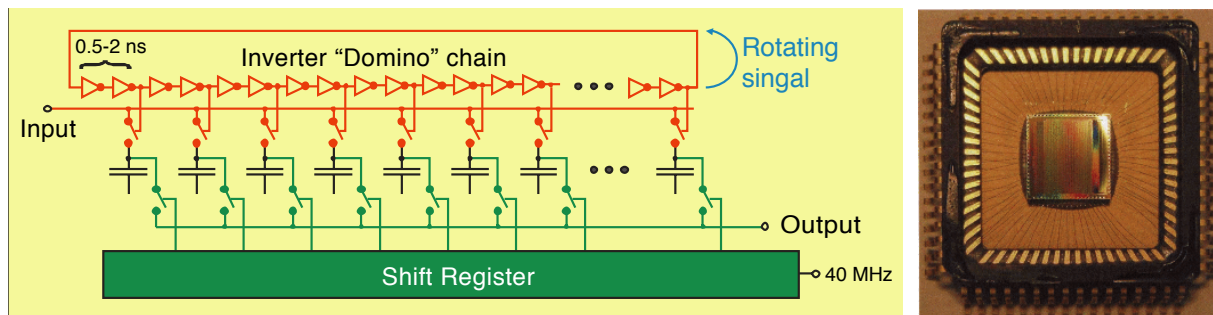 0.5-2 ns
Inverter “Domino” chain
Rotating
singal
Input
Output
Shift Register
40 MHz